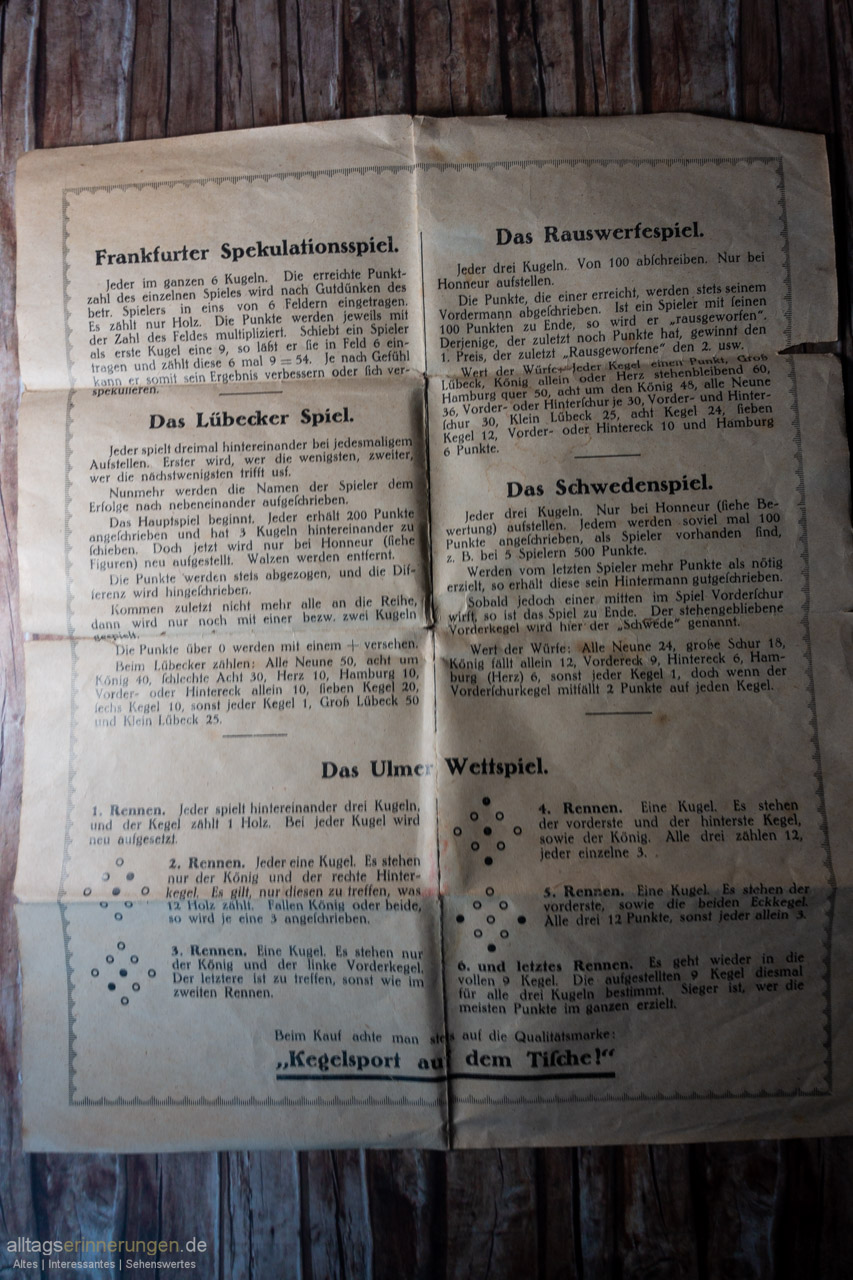 Frankfurter Spekulationsspiel.
Jeder im ganzen 6 Kugeln. Die erreichte Punkt-
zahl des einzelnen Spieles wird nach Gutdünken des
betr. Spielers in eins von 6 Feldern eingetragen.
Es zählt nur Holz. Die Punkte werden jeweils mit
der Zahl des Feldes multipliziert. Schiebt ein Spieler
als erste Kugel eine 9, so läßt er ſie in Feld 6 ein-
tragen und zählt diese 6 mal 9 = 54. Je nach Gefühl
kann er somit sein Ergebnis verbessern oder ſich ver-
spekulieren.
Das Lübecker Spiel.
Jeder spielt dreimal hintereinander bei jedesmaligem
Aufstellen. Erster wird, wer die wenigsten, zweiter,
wer die nächstwenigsten trifft usf.
Nunmehr werden die Namen der Spieler dem
Erfolge nach nebeneinander aufgeſchrieben.
Das Hauptspiel beginnt. Jeder erhält 200 Punkte
angeſchrieben und hat 3 Kugeln hintereinander zu
ſchieben. Doch jetzt wird nur bei Honneur (ſiehe
Figuren) neu aufgestellt. Walzen werden entfernt.
Die Punkte werden stets abgezogen, und die Dif-
ferenz wird hingeſchrieben.
Kommen zuletzt nicht mehr alle an die Reihe,
dann wird nur noch mit einer bezw. zwei Kugeln
gespielt.
Die Punkte über 0 werden mit einem + versehen.
Beim Lübecker zählen: Alle Neune 50, acht um
König 40, ſchlechte Acht 30, Herz 10, Hamburg 10,
Vorder- oder Hintereck allein 10, ſieben Kegel 20,
ſechs Kegel 10, sonst jeder Kegel 1, Groß Lübeck 50
und Klein Lübeck 25.
Das Rauswerfespiel.
Jeder drei Kugeln. Von 100 abſchreiben. Nur bei
Honneur aufstellen.
Die Punkte, die einer erreicht, werden stets seinem
Vordermann abgeſchrieben. Ist ein Spieler mit ſeinen
100 Punkten zu Ende, so wird er „rausgeworfen".
Derjenige, der zuletzt noch Punkte hat, gewinnt den
1. Preis, der zuletzt „Rausgeworfene" den 2. usw.
Wert der Würfe: Jeder Kegel einen Punkt, Groß
Lübeck, König allein oder Herz stehenbleibend 60,
Hamburg quer 50, acht um den König 48, alle Neune
36, Vorder- oder Hinterſchur je 30, Vorder- und Hinter-
ſchur 30, Klein Lübeck 25, acht Kegel 24, ſieben
Kegel 12, Vorder- oder Hintereck 10 und Hamburg
6 Punkte.
Das Schwedenspiel.
Jeder drei Kugeln. Nur bei Honneur (ſiehe Be-
wertung) aufstellen. Jedem werden soviel mal 100
Punkte angeſchrieben, als Spieler vorhanden ſind,
z. B. bei 5 Spielern 500 Punkte.
Werden vom letzten Spieler mehr Punkte als nötig
erzielt, so erhält diese sein Hintermann gutgeſchrieben.
Sobald jedoch einer mitten im Spiel Vorderſchur
wirft, so ist das Spiel zu Ende. Der stehengebliebene
Vorderkegel wird hier der „Schwede" genannt.
Wert der Würfe: Alle Neune 24, große Schur 18,
König fällt allein 12, Vordereck 9, Hintereck 6, Ham-
burg (Herz) 6, sonst jeder Kegel 1, doch wenn der
Vorderſchurkegel mitfällt 2 Punkte auf jeden Kegel.
Das Ulmer Wettspiel.
1. Rennen. Jeder spielt hintereinander drei Kugeln,
und der Kegel zählt 1 Holz. Bei jeder Kugel wird
neu aufgesetzt.
2. Rennen. Jeder eine Kugel. Es stehen
nur der König und der rechte Hinter-
kegel. Es gilt, nur diesen zu treffen, was
12 Holz zählt. Fallen König oder beide,
so wird je eine 3 angeſchrieben.
3. Rennen. Eine Kugel. Es stehen nur
der König und der linke Vorderkegel.
Der letztere ist zu treffen, sonst wie im
zweiten Rennen.
4. Rennen. Eine Kugel. Es stehen
der vorderste und der hinterste Kegel,
sowie der König. Alle drei zählen 12,
jeder einzelne 3.
5. Rennen. Eine Kugel. Es stehen der
vorderste, sowie die beiden Eckkegel.
Alle drei 12 Punkte, sonst jeder allein 3.
6. und letztes Rennen. Es geht wieder in die
vollen 9 Kegel. Die aufgestellten 9 Kegel diesmal
für alle drei Kugeln bestimmt. Sieger ist, wer die
meisten Punkte im ganzen erzielt.
Beim Kauf achte man stets auf die Qualitätsmarke:
„Kegelsport auf dem Tiſche!"
alltagserinnerungen.de
Altes | Interessantes | Sehenswertes